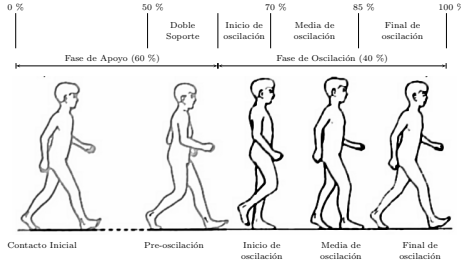 0 % 50 % 70 % 85 % 100 %
Doble Soporte
Inicio de oscilación
Media de oscilación
Final de oscilación
Fase de Apoyo (60 %) Fase de Oscilación (40 %)
Contacto Inicial
Pre-oscilación
Inicio de oscilación
Media de oscilación
Final de oscilación